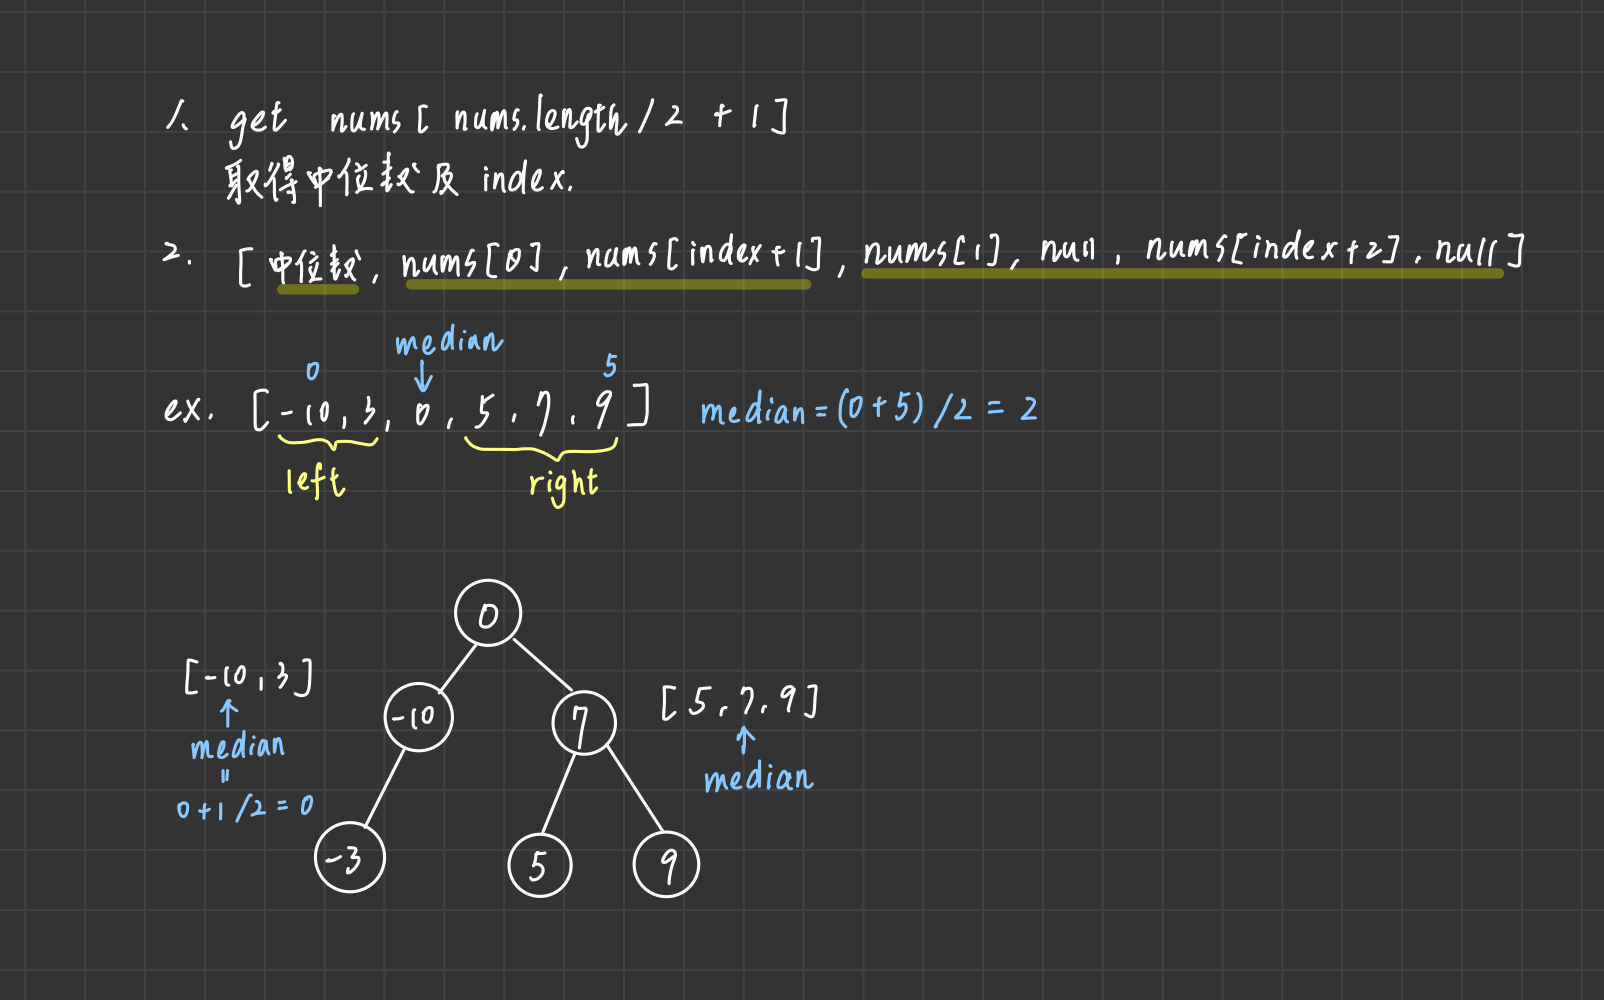 1. get nums [ nums.length / 2 + 1 ]
取得中位數及 index.
2. [ 中位數, nums[0], nums[index+1], nums[1], null, nums[index+2], null ]
median
0 5
ex. [ -10, 3, 0, 5, 7, 9 ] median = (0+5) / 2 = 2
left right
0
[ -10, 3 ] -10 7 [ 5, 7, 9 ]
median median
"
0+1 / 2 = 0
-3 5 9